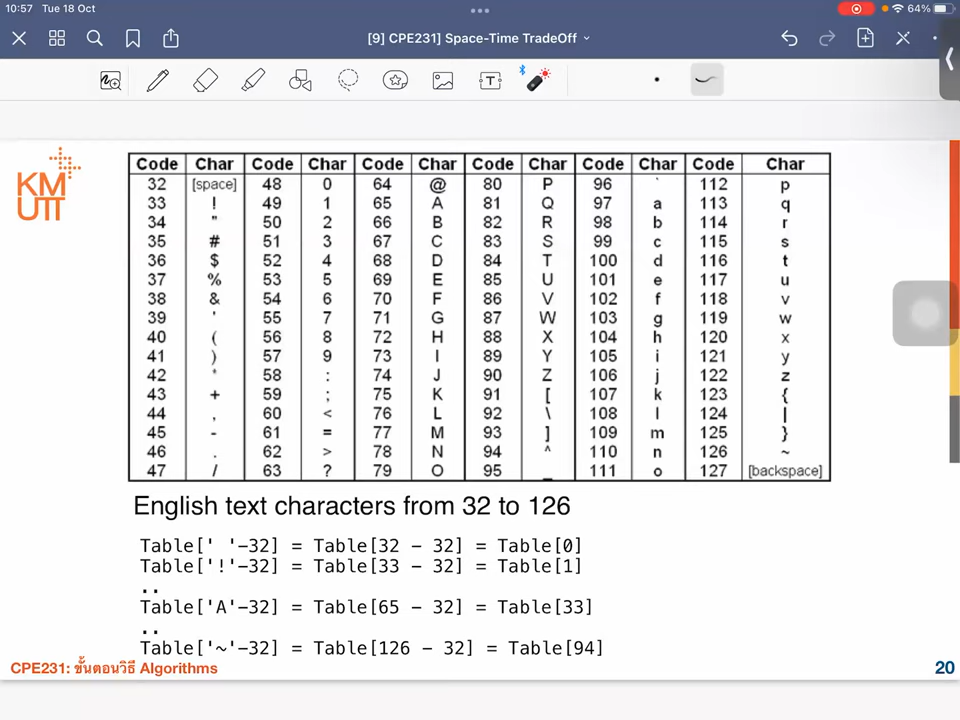 10:57 Tue 18 Oct 64%
[9] CPE231] Space-Time TradeOff
KM
UTT
Code Char Code Char Code Char Code Char Code Char Code Char
32 [space] 48 0 64 @ 80 P 96 ` 112 p
33 ! 49 1 65 A 81 Q 97 a 113 q
34 " 50 2 66 B 82 R 98 b 114 r
35 # 51 3 67 C 83 S 99 c 115 s
36 $ 52 4 68 D 84 T 100 d 116 t
37 % 53 5 69 E 85 U 101 e 117 u
38 & 54 6 70 F 86 V 102 f 118 v
39 ' 55 7 71 G 87 W 103 g 119 w
40 ( 56 8 72 H 88 X 104 h 120 x
41 ) 57 9 73 I 89 Y 105 i 121 y
42 * 58 : 74 J 90 Z 106 j 122 z
43 + 59 ; 75 K 91 [ 107 k 123 {
44 , 60 < 76 L 92 \ 108 l 124 |
45 - 61 = 77 M 93 ] 109 m 125 }
46 . 62 > 78 N 94 ^ 110 n 126 ~
47 / 63 ? 79 O 95 _ 111 o 127 [backspace]
English text characters from 32 to 126
Table[' '-32] = Table[32 - 32] = Table[0]
Table['!'-32] = Table[33 - 32] = Table[1]
..
Table['A'-32] = Table[65 - 32] = Table[33]
..
Table['~'-32] = Table[126 - 32] = Table[94]
CPE231: ขั้นตอนวิธี Algorithms 20